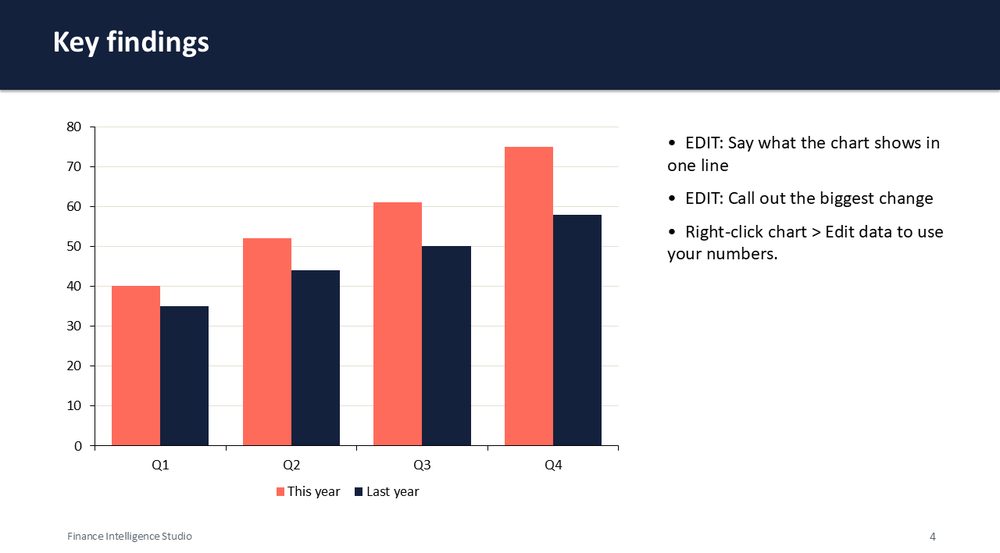 Key findings
80
70
60
50
40
30
20
10
0
Q1 Q2 Q3 Q4
This year Last year
• EDIT: Say what the chart shows in
one line
• EDIT: Call out the biggest change
• Right-click chart > Edit data to use
your numbers.
Finance Intelligence Studio 4